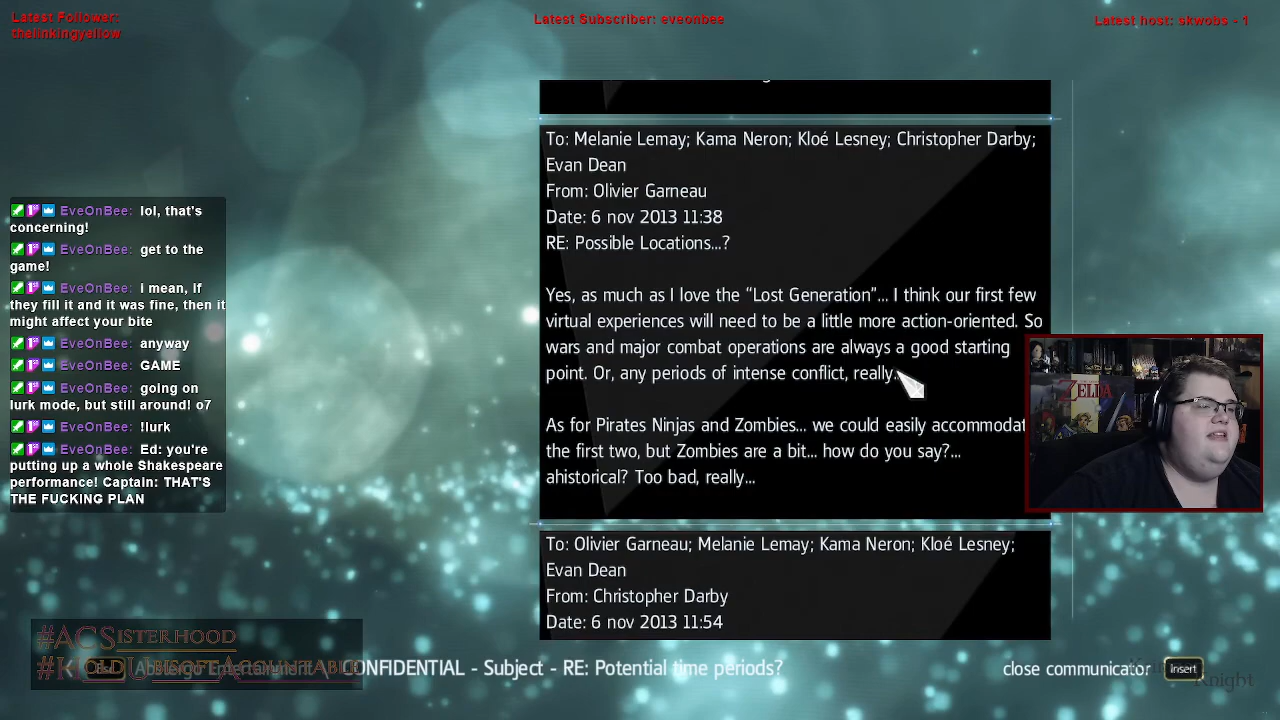 Latest Follower:
thelinkingyellow
Latest Subscriber: eveonbee
Latest host: skwobs - 1
To: Melanie Lemay; Kama Neron; Kloé Lesney; Christopher Darby;
Evan Dean
From: Olivier Garneau
Date: 6 nov 2013 11:38
RE: Possible Locations...?
Yes, as much as I love the “Lost Generation”... I think our first few
virtual experiences will need to be a little more action-oriented. So
wars and major combat operations are always a good starting
point. Or, any periods of intense conflict, really.
As for Pirates Ninjas and Zombies... we could easily accommodat
the first two, but Zombies are a bit... how do you say?...
ahistorical? Too bad, really...
To: Olivier Garneau; Melanie Lemay; Kama Neron; Kloé Lesney;
Evan Dean
From: Christopher Darby
Date: 6 nov 2013 11:54
EveOnBee: lol, that's
concerning!
EveOnBee: get to the
game!
EveOnBee: I mean, If
they fill it and it was fine, then it
might affect your bite
EveOnBee: anyway
EveOnBee: GAME
EveOnBee: going on
lurk mode, but still around! o7
EveOnBee: !lurk
EveOnBee: Ed: you're
putting up a whole Shakespeare
performance! Captain: THAT'S
THE FUCKING PLAN
ZELDA
#ACSisterhood
#HoldUbisoftAccountable
Esc Abstergo Entertainment \ CONFIDENTIAL - Subject - RE: Potential time periods?
close communicator Insert
Knight